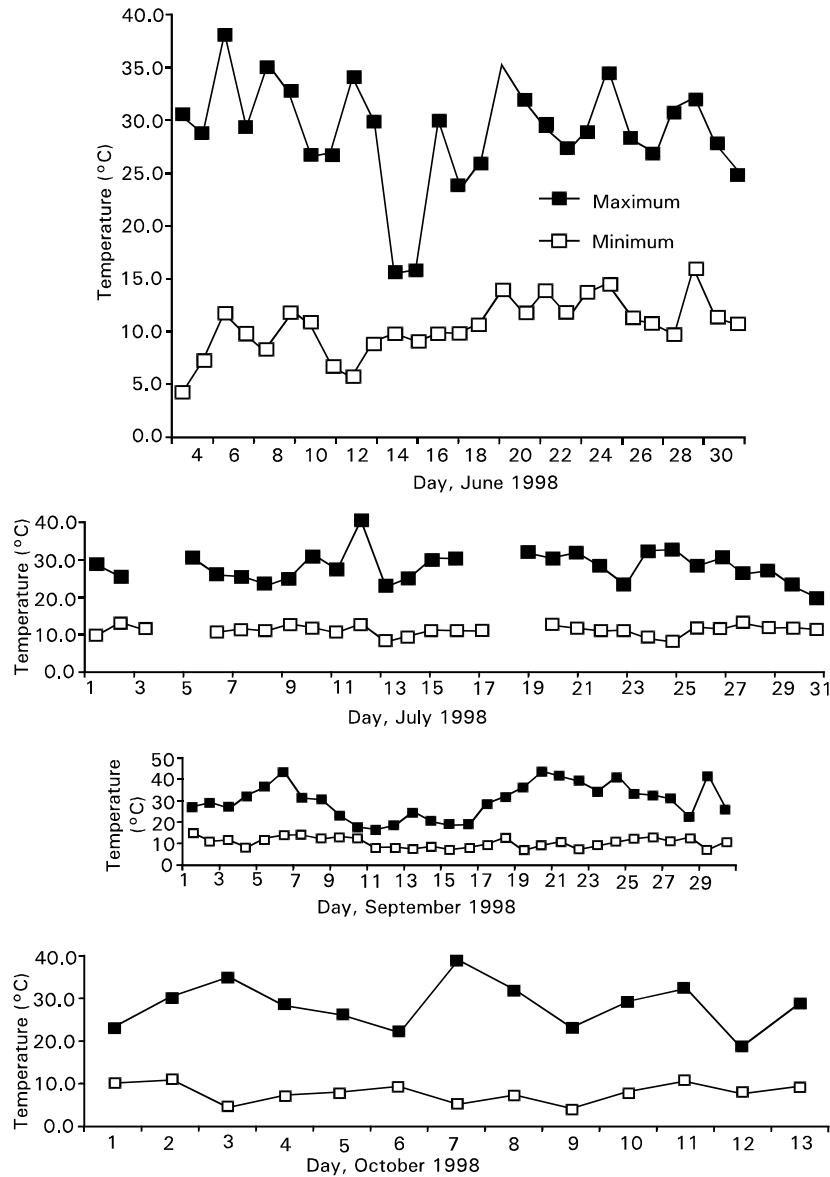 40.0
35.0
30.0
25.0
20.0
15.0
10.0
5.0
0.0
Temperature (°C)
Maximum
Minimum
4 6 8 10 12 14 16 18 20 22 24 26 28 30
Day, June 1998
40.0
30.0
20.0
10.0
0.0
Temperature (°C)
1 3 5 7 9 11 13 15 17 19 21 23 25 27 29 31
Day, July 1998
50
40
30
20
10
0
Temperature
(°C)
1 3 5 7 9 11 13 15 17 19 21 23 25 27 29
Day, September 1998
40.0
30.0
20.0
10.0
0.0
Temperature (°C)
1 2 3 4 5 6 7 8 9 10 11 12 13
Day, October 1998